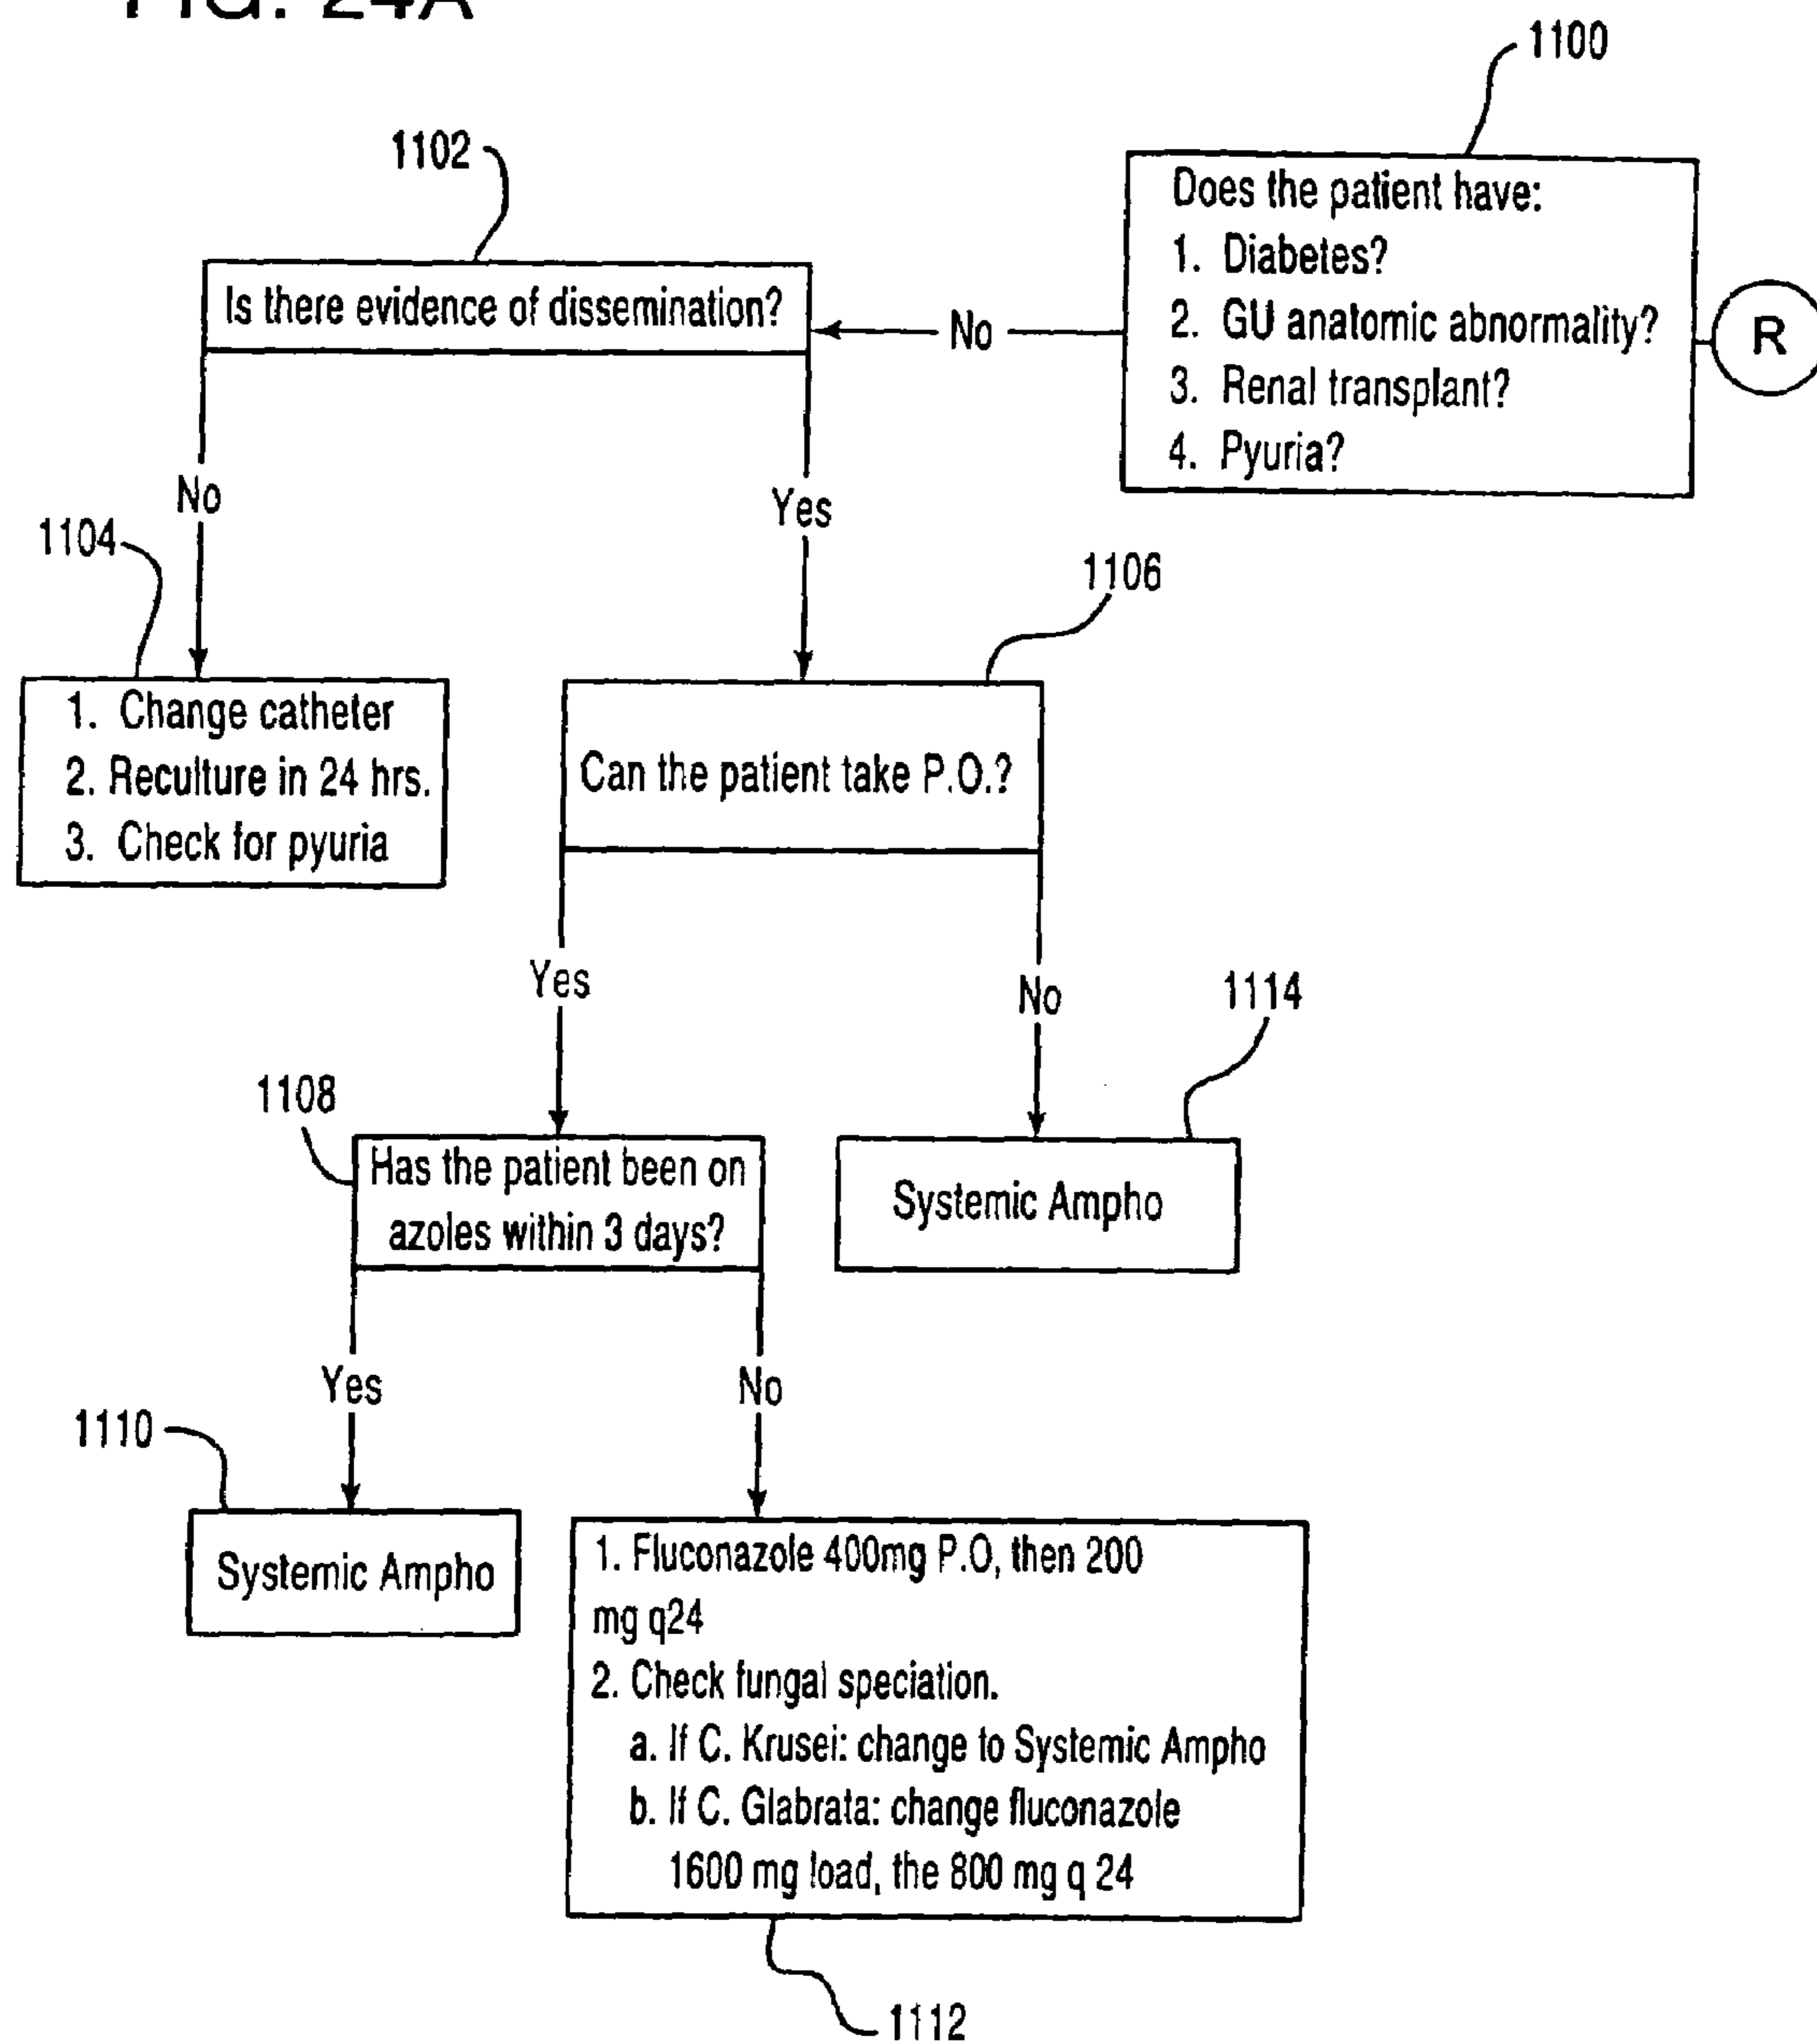 FIG. 24A
1100
1102
Does the patient have:
1. Diabetes?
2. GU anatomic abnormality?
3. Renal transplant?
4. Pyuria?
R
Is there evidence of dissemination?
No
No
Yes
1104
1106
1. Change catheter
2. Reculture in 24 hrs.
3. Check for pyuria
Can the patient take P.O.?
Yes
No
1108
1114
Has the patient been on
azoles within 3 days?
Systemic Ampho
Yes
No
1110
Systemic Ampho
1. Fluconazole 400mg P.O, then 200
mg q24
2. Check fungal speciation.
a. If C. Krusei: change to Systemic Ampho
b. If C. Glabrata: change fluconazole
1600 mg load, the 800 mg q 24
1112